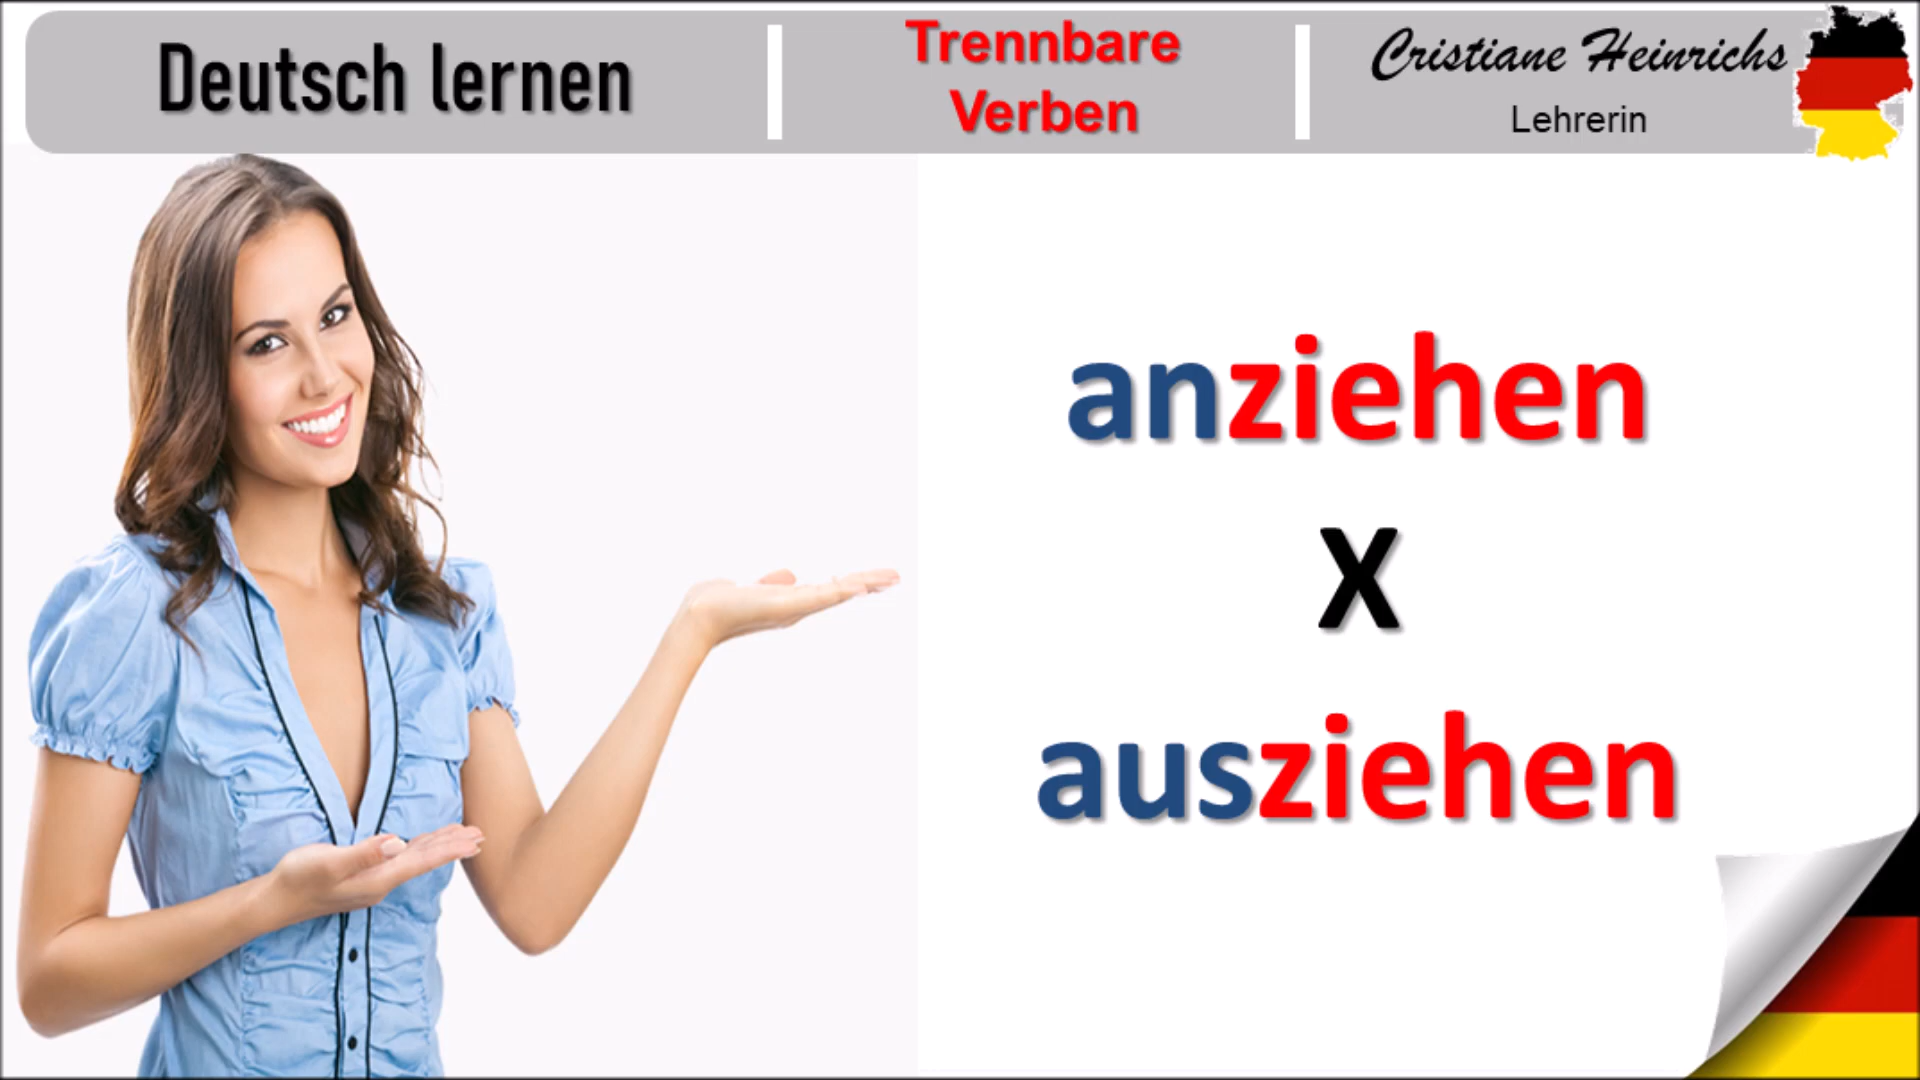 Deutsch lernen
Trennbare
Verben
Cristiane Heinrichs
Lehrerin
anziehen
X
ausziehen